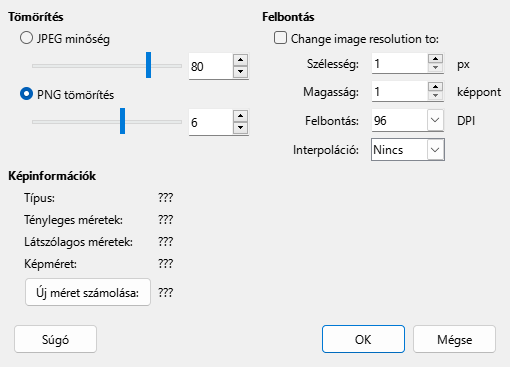 Tömörítés
JPEG minőség
80
PNG tömörítés
6
Felbontás
Change image resolution to:
Szélesség: 1 px
Magasság: 1 képpont
Felbontás: 96 DPI
Interpoláció: Nincs
Képinformációk
Típus: ???
Tényleges méretek: ???
Látszólagos méretek: ???
Képméret: ???
Új méret számolása: ???
Súgó
OK
Mégse